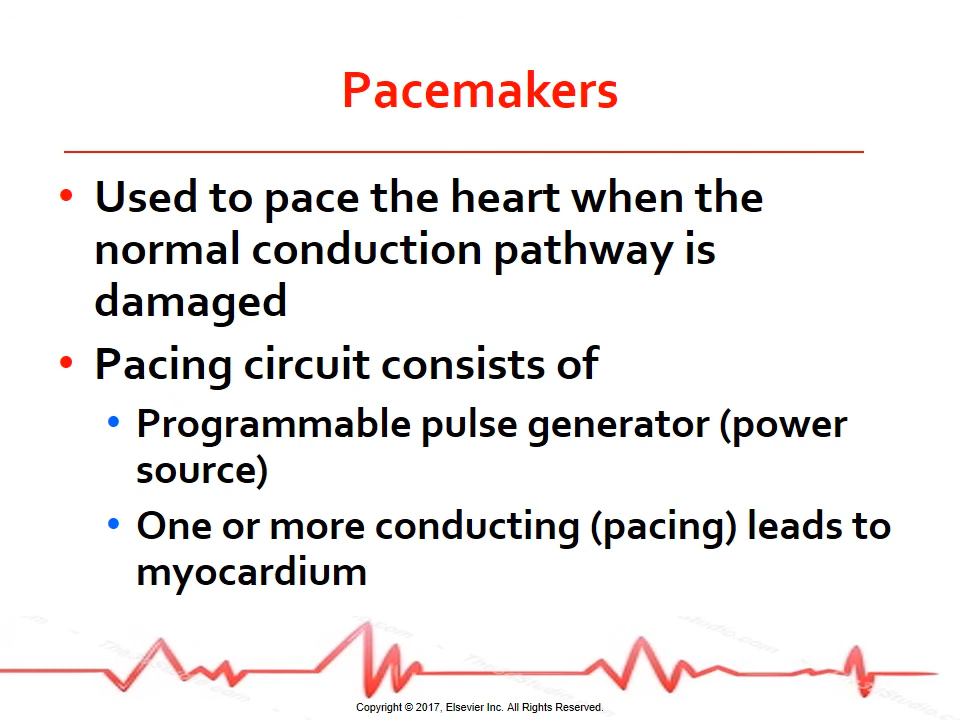 Pacemakers
• Used to pace the heart when the
normal conduction pathway is
damaged
• Pacing circuit consists of
• Programmable pulse generator (power
source)
• One or more conducting (pacing) leads to
myocardium
Copyright © 2017, Elsevier Inc. All Rights Reserved.